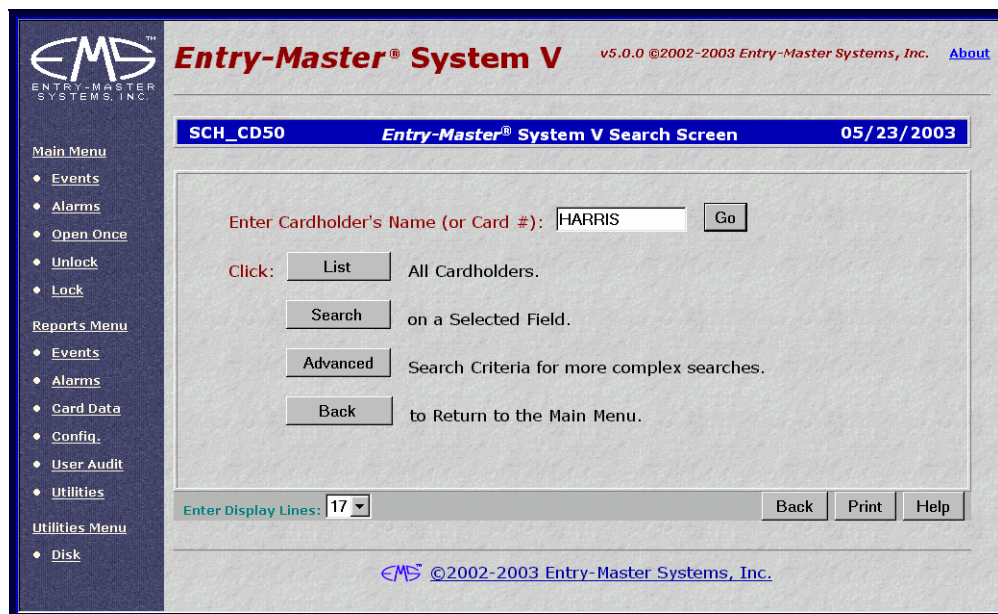 EMS™
ENTRY-MASTER
SYSTEMS, INC.
Entry-Master® System V
v5.0.0 ©2002-2003 Entry-Master Systems, Inc.
About
SCH_CD50
Entry-Master® System V Search Screen
05/23/2003
Main Menu
Events
Alarms
Open Once
Unlock
Lock
Reports Menu
Events
Alarms
Card Data
Config.
User Audit
Utilities
Utilities Menu
Disk
Enter Cardholder's Name (or Card #): HARRIS Go
Click: List All Cardholders.
Search on a Selected Field.
Advanced Search Criteria for more complex searches.
Back to Return to the Main Menu.
Enter Display Lines: 17
Back Print Help
EMS ©2002-2003 Entry-Master Systems, Inc.